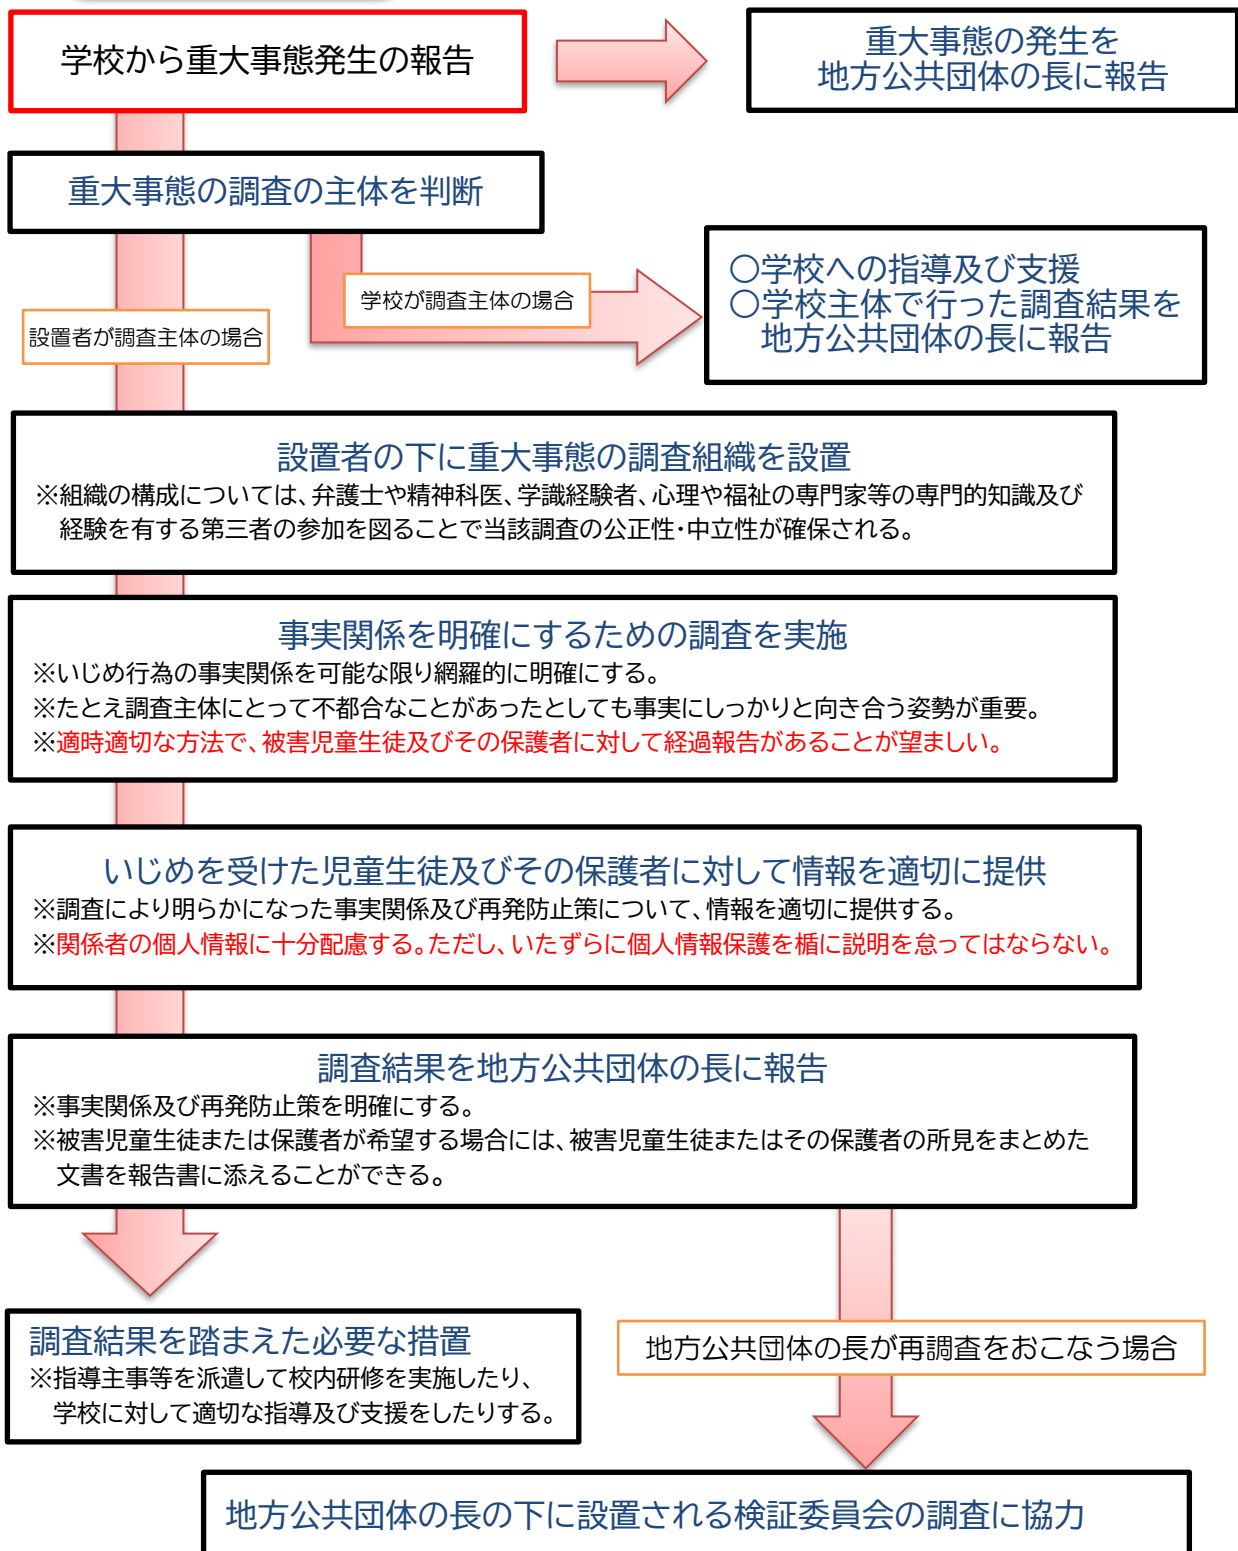 学校から重大事態発生の報告
重大事態の発生を
地方公共団体の長に報告
重大事態の調査の主体を判断
学校が調査主体の場合
○学校への指導及び支援
○学校主体で行った調査結果を
地方公共団体の長に報告
設置者が調査主体の場合
設置者の下に重大事態の調査組織を設置
※組織の構成については、弁護士や精神科医、学識経験者、心理や福祉の専門家等の専門的知識及び
経験を有する第三者の参加を図ることで当該調査の公正性・中立性が確保される。
事実関係を明確にするための調査を実施
※いじめ行為の事実関係を可能な限り網羅的に明確にする。
※たとえ調査主体にとって不都合なことがあったとしても事実にしっかりと向き合う姿勢が重要。
※適時適切な方法で、被害児童生徒及びその保護者に対して経過報告があることが望ましい。
いじめを受けた児童生徒及びその保護者に対して情報を適切に提供
※調査により明らかになった事実関係及び再発防止策について、情報を適切に提供する。
※関係者の個人情報に十分配慮する。ただし、いたずらに個人情報保護を楯に説明を怠ってはならない。
調査結果を地方公共団体の長に報告
※事実関係及び再発防止策を明確にする。
※被害児童生徒または保護者が希望する場合には、被害児童生徒またはその保護者の所見をまとめた
文書を報告書に添えることができる。
調査結果を踏まえた必要な措置
※指導主事等を派遣して校内研修を実施したり、
学校に対して適切な指導及び支援をしたりする。
地方公共団体の長が再調査をおこなう場合
地方公共団体の長の下に設置される検証委員会の調査に協力